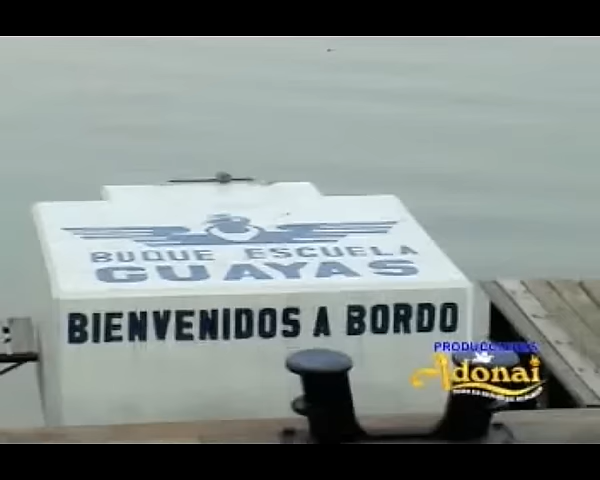 BUQUE ESCUELA
GUAYAS
BIENVENIDOS A BORDO
PRODUCCIONES
Adonai